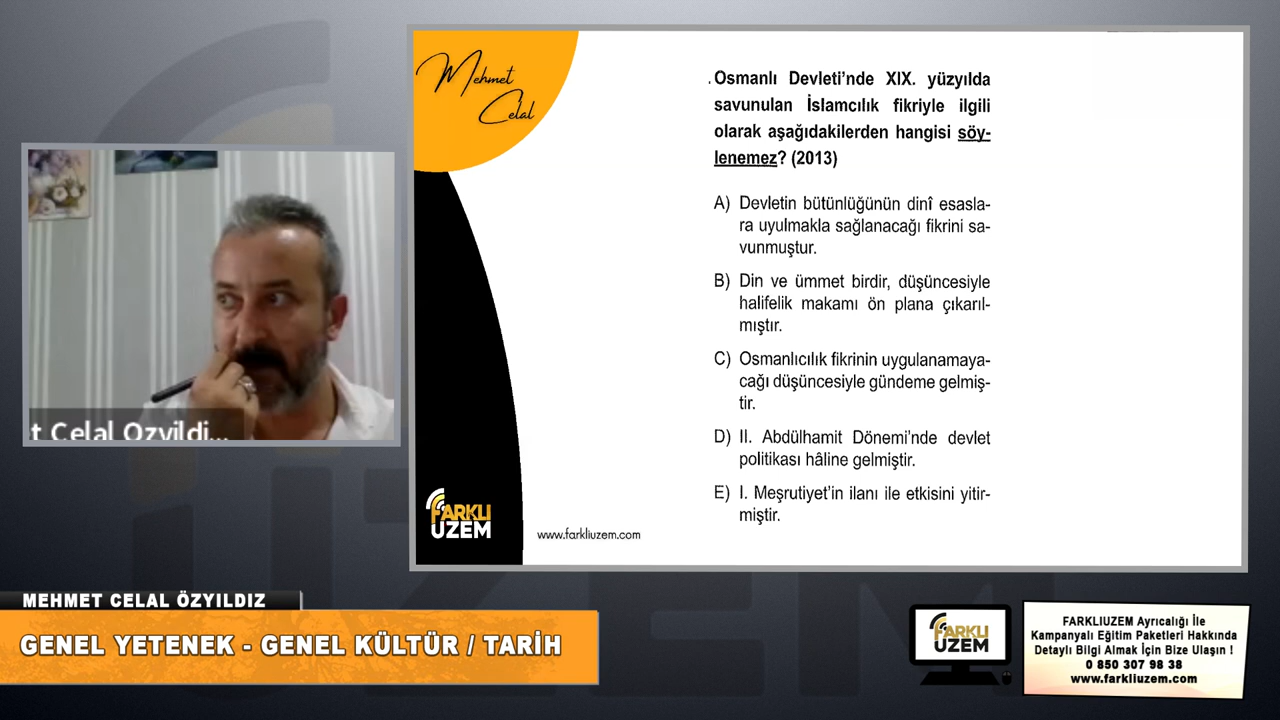 Mehmet
Celal
.Osmanlı Devleti’nde XIX. yüzyılda
savunulan İslamcılık fikriyle ilgili
olarak aşağıdakilerden hangisi söy-
lenemez? (2013)
A) Devletin bütünlüğünün dinî esasla-
ra uyulmakla sağlanacağı fikrini sa-
vunmuştur.
B) Din ve ümmet birdir, düşüncesiyle
halifelik makamı ön plana çıkarıl-
mıştır.
C) Osmanlıcılık fikrinin uygulanamaya-
cağı düşüncesiyle gündeme gelmiş-
tir.
D) II. Abdülhamit Dönemi’nde devlet
politikası hâline gelmiştir.
E) I. Meşrutiyet’in ilanı ile etkisini yitir-
miştir.
t Celal Ozyildi...
FARKLI
UZEM
www.farkliuzem.com
MEHMET CELAL ÖZYILDIZ
GENEL YETENEK - GENEL KÜLTÜR / TARİH
FARKLI
UZEM
FARKLIUZEM Ayrıcalığı İle
Kampanyalı Eğitim Paketleri Hakkında
Detaylı Bilgi Almak İçin Bize Ulaşın !
0 850 307 98 38
www.farkliuzem.com
UZEM